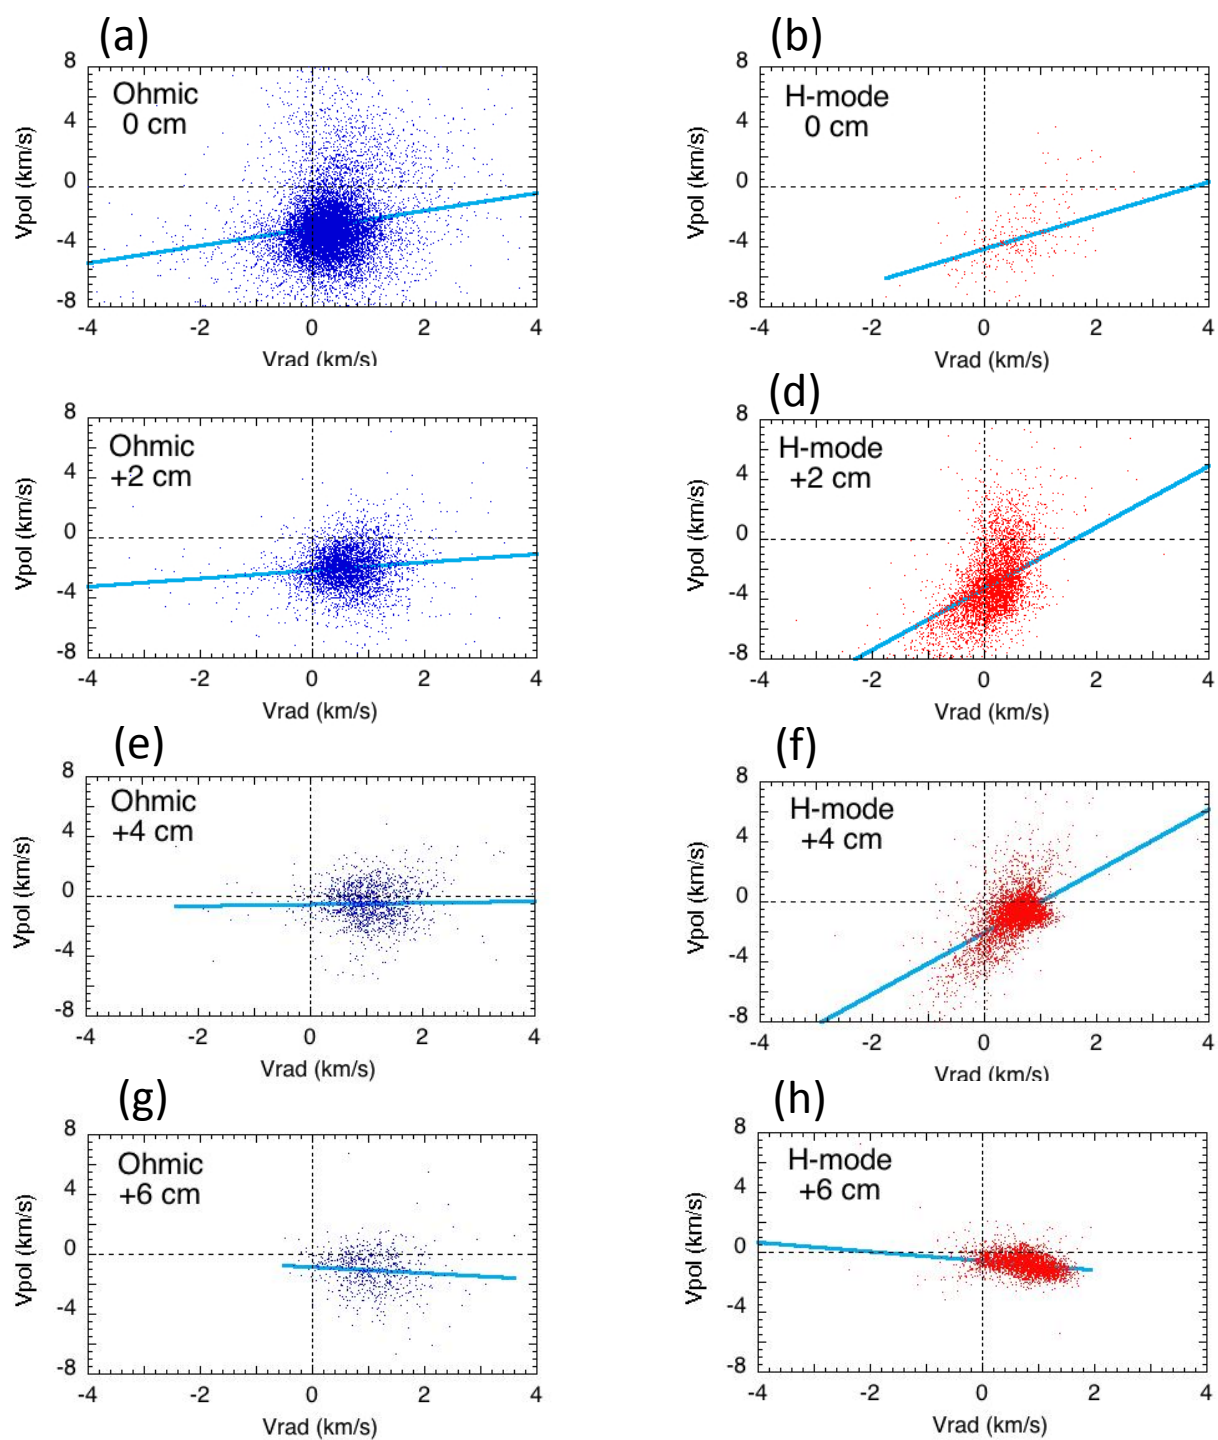 (a)
8
4
0
-4
-8
Vpol (km/s)
Ohmic
0 cm
-4 -2 0 2 4
Vrad (km/s)
(b)
8
4
0
-4
-8
Vpol (km/s)
H-mode
0 cm
-4 -2 0 2 4
Vrad (km/s)
8
4
0
-4
-8
Vpol (km/s)
Ohmic
+2 cm
-4 -2 0 2 4
Vrad (km/s)
(d)
8
4
0
-4
-8
Vpol (km/s)
H-mode
+2 cm
-4 -2 0 2 4
Vrad (km/s)
(e)
8
4
0
-4
-8
Vpol (km/s)
Ohmic
+4 cm
-4 -2 0 2 4
Vrad (km/s)
(f)
8
4
0
-4
-8
Vpol (km/s)
H-mode
+4 cm
-4 -2 0 2 4
Vrad (km/s)
(g)
8
4
0
-4
-8
Vpol (km/s)
Ohmic
+6 cm
-4 -2 0 2 4
Vrad (km/s)
(h)
8
4
0
-4
-8
Vpol (km/s)
H-mode
+6 cm
-4 -2 0 2 4
Vrad (km/s)